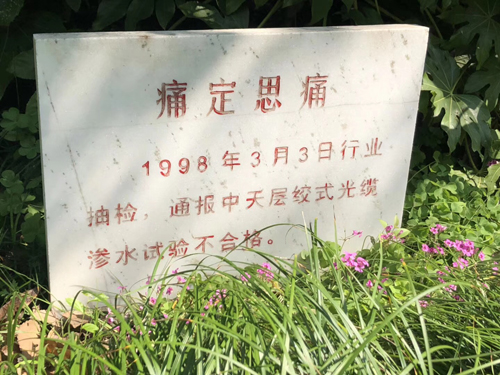 痛定思痛
1998年3月3日行业
抽检，通报中天层绞式光缆
渗水试验不合格。